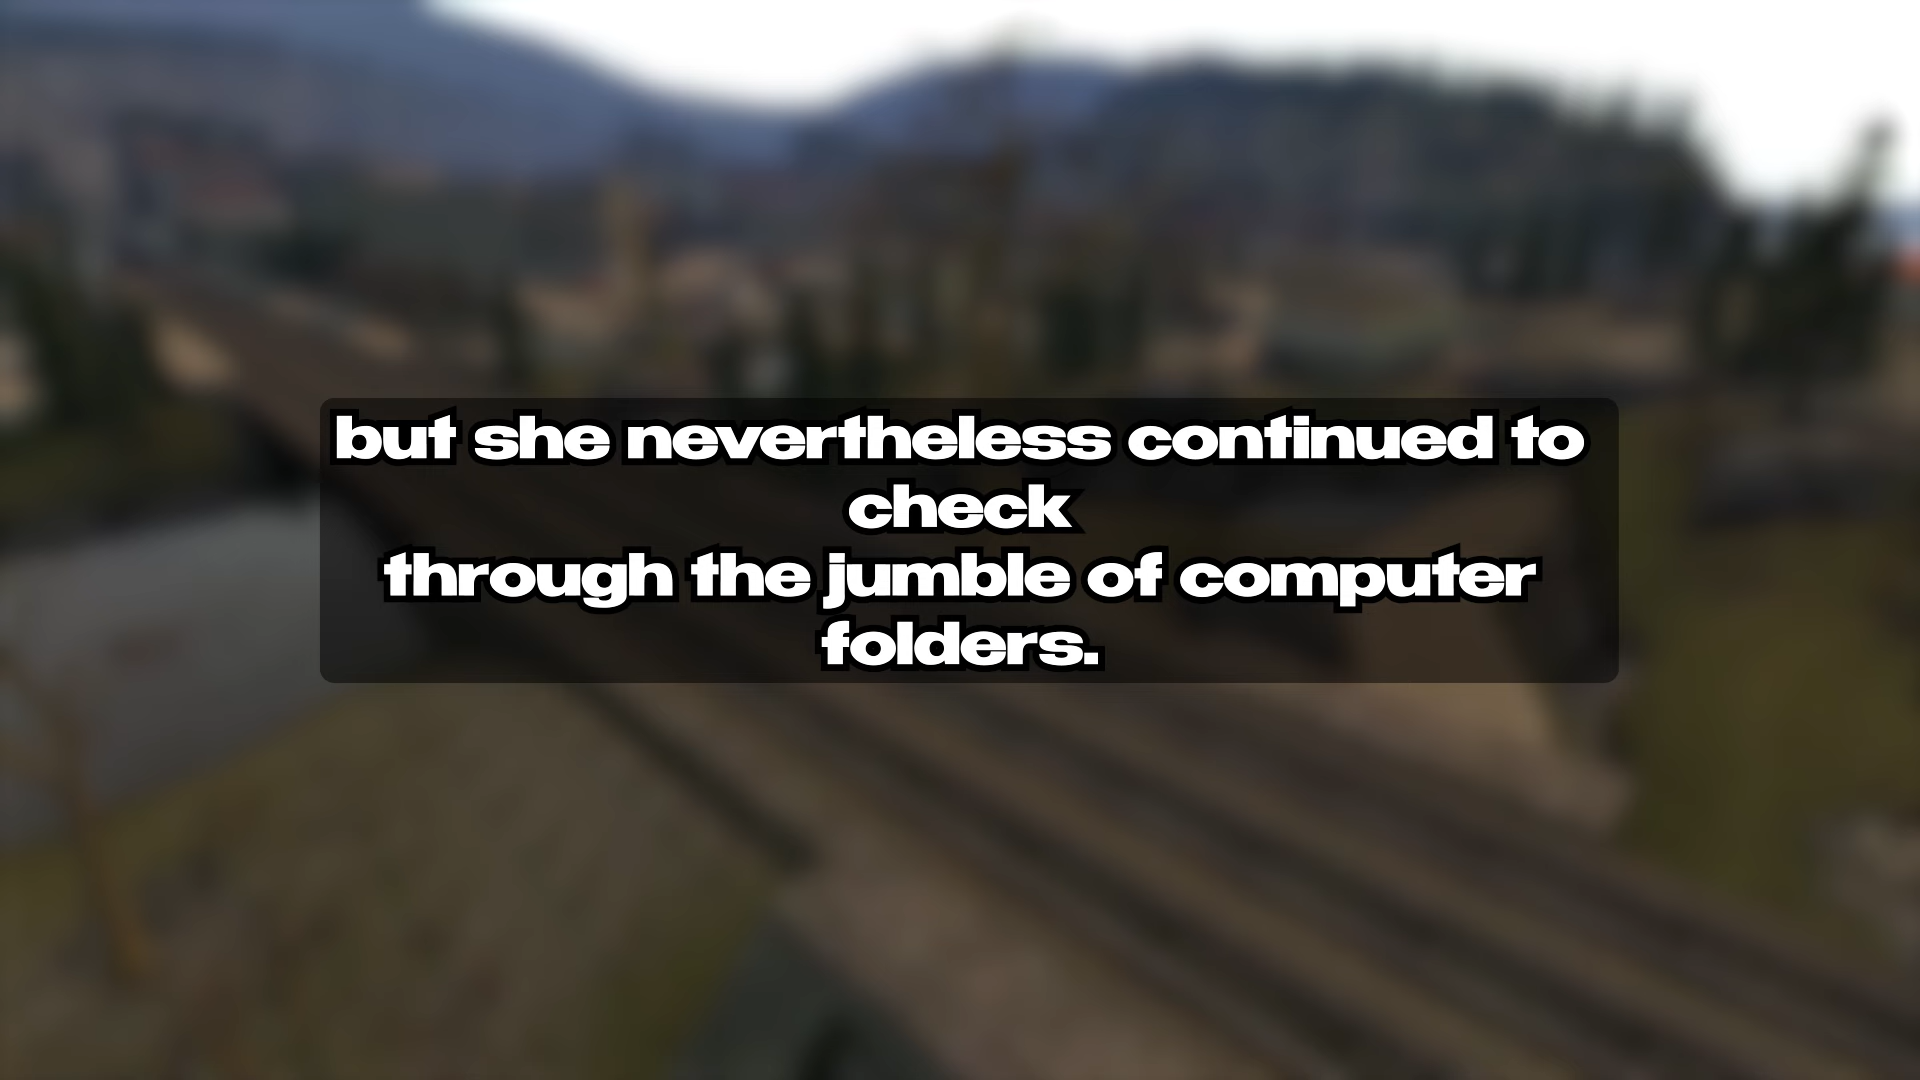 but she nevertheless continued to
check
through the jumble of computer
folders.